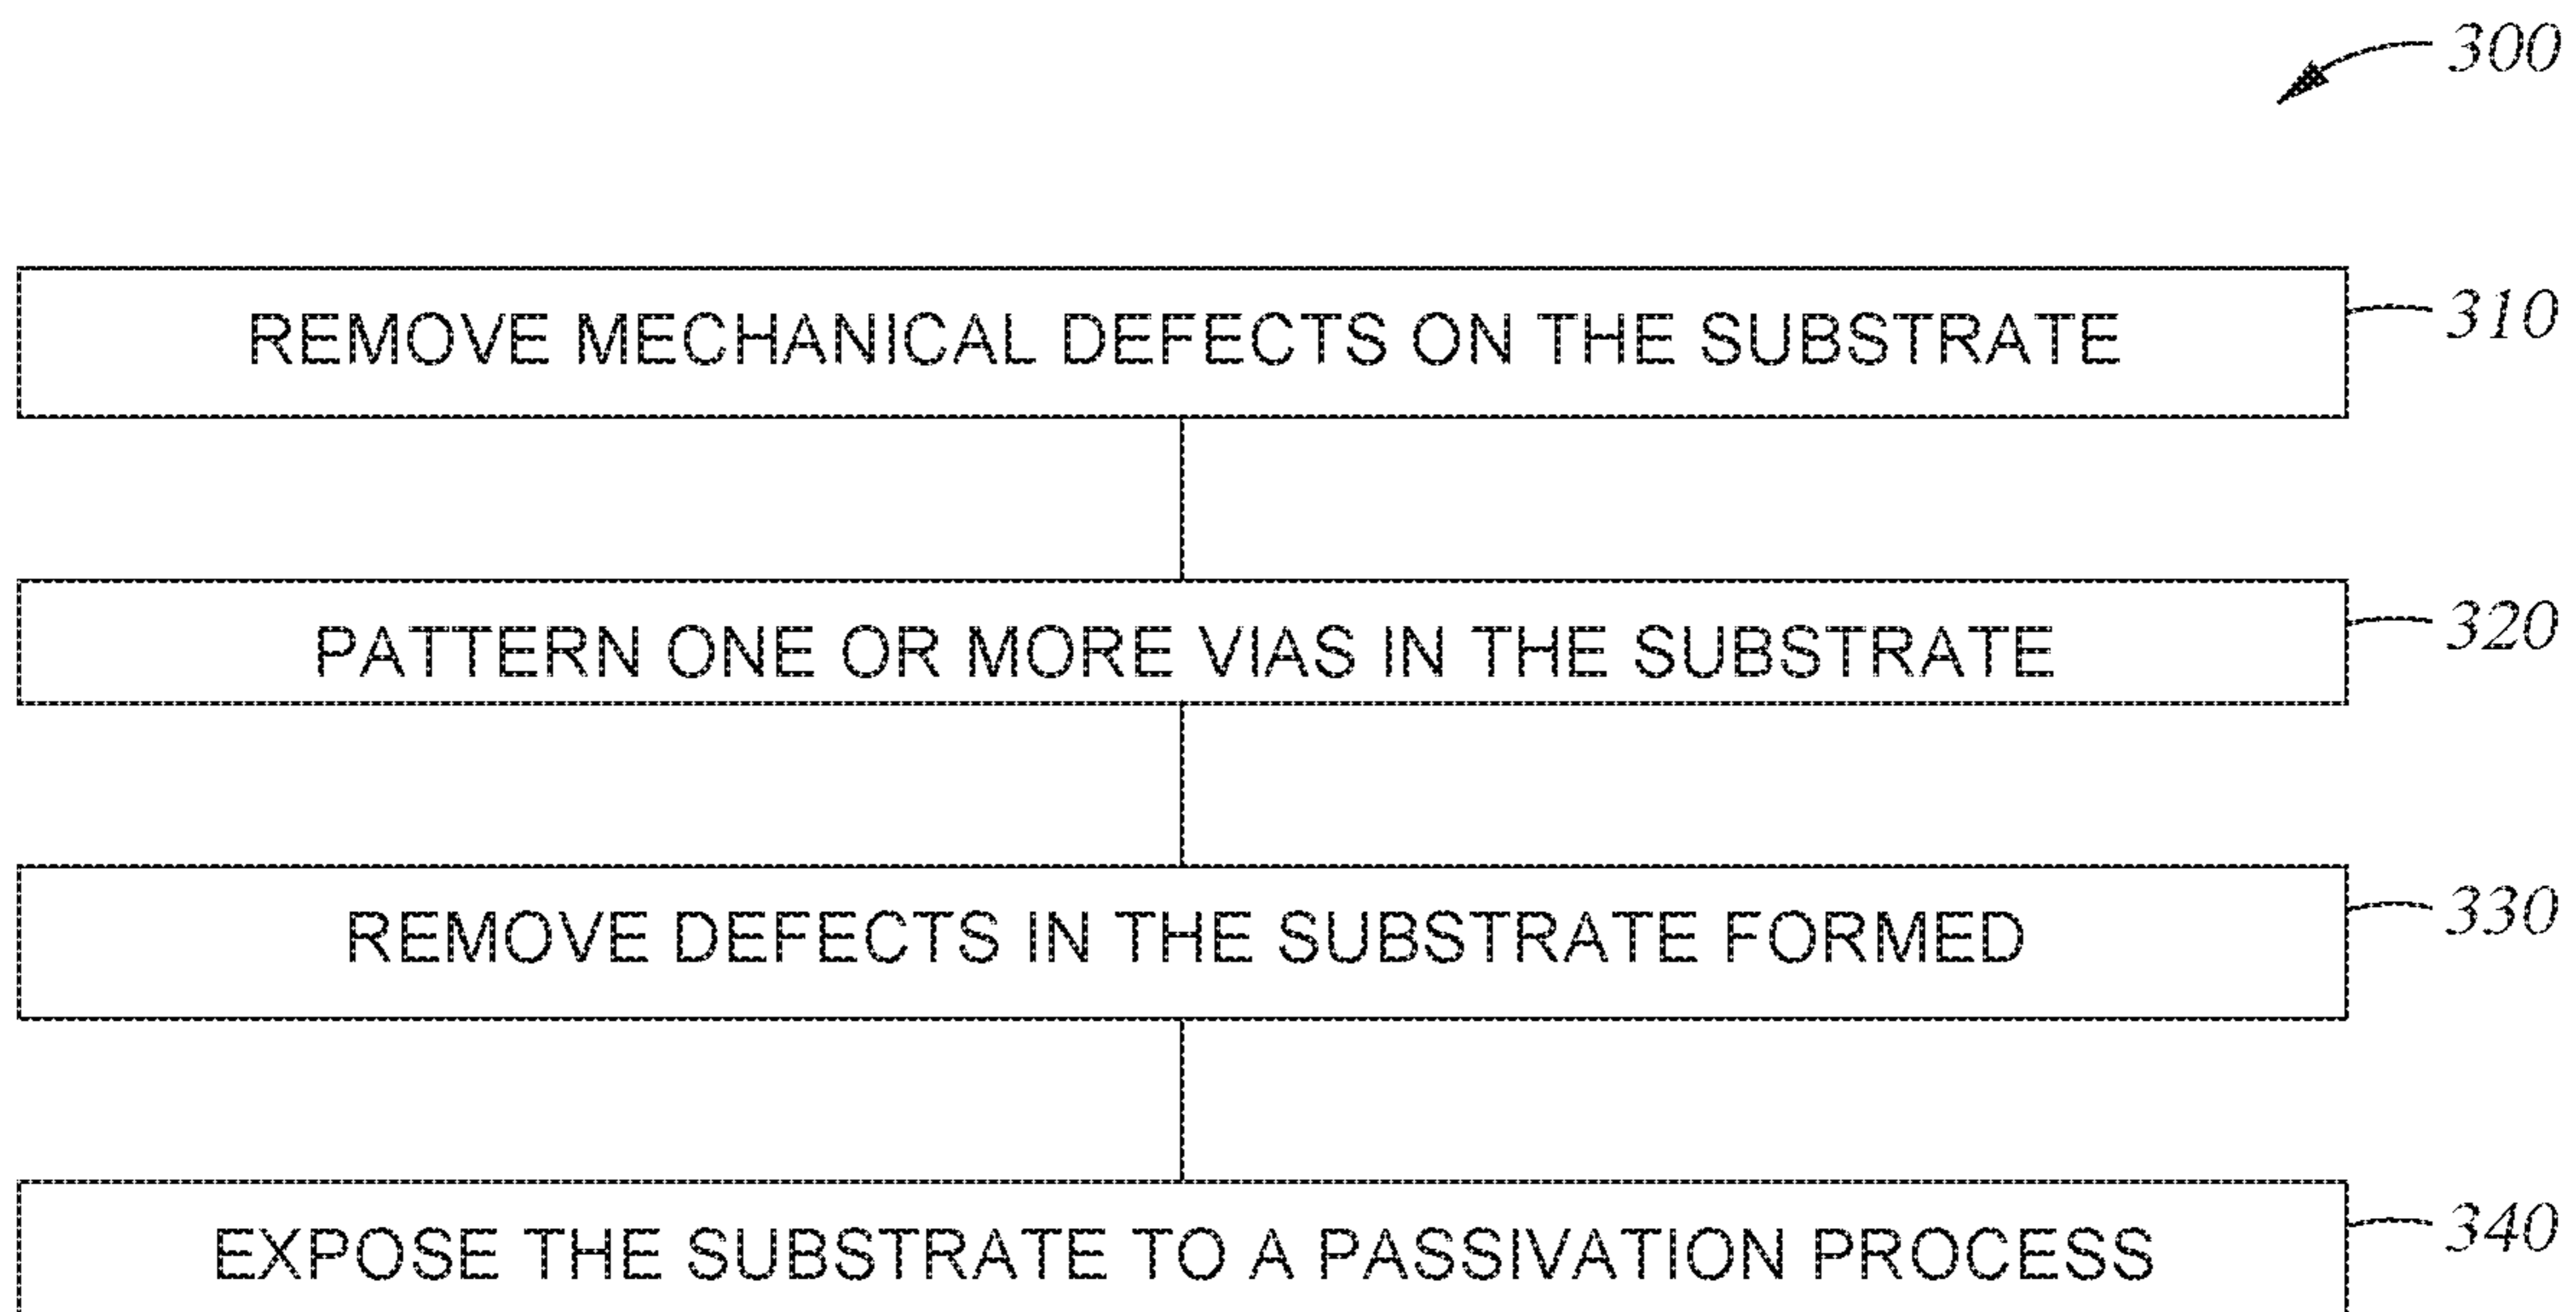 300
REMOVE MECHANICAL DEFECTS ON THE SUBSTRATE 310
PATTERN ONE OR MORE VIAS IN THE SUBSTRATE 320
REMOVE DEFECTS IN THE SUBSTRATE FORMED 330
EXPOSE THE SUBSTRATE TO A PASSIVATION PROCESS 340